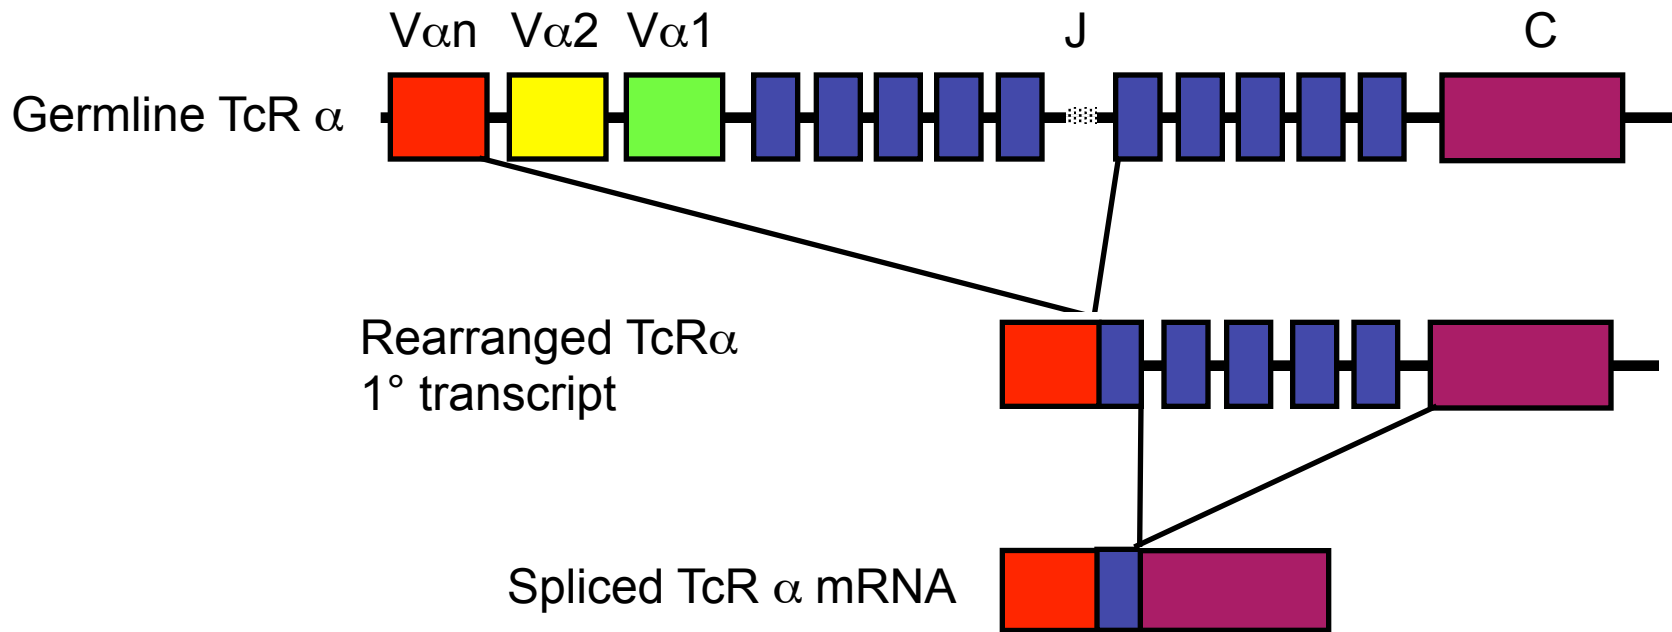 Vαn Vα2 Vα1 J C
Germline TcR α
Rearranged TcRα
1° transcript
Spliced TcR α mRNA